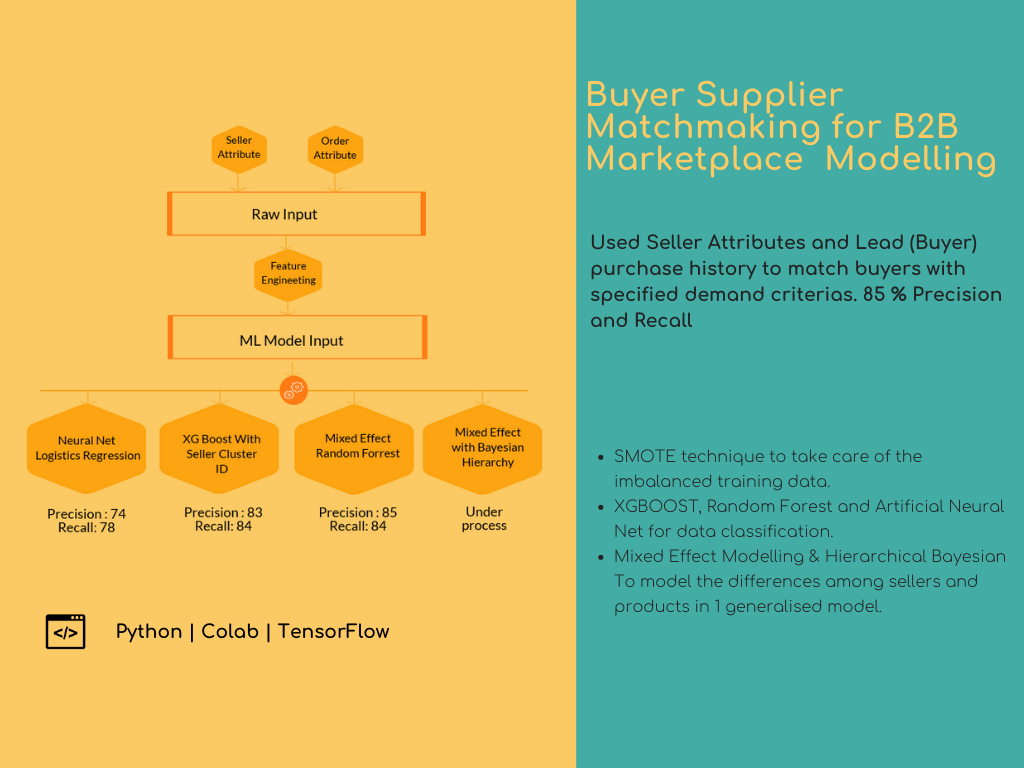 Seller
Attribute
Order
Attribute
Raw Input
Feature
Engineeting
ML Model Input
Neural Net
Logistics Regression
XG Boost With
Seller Cluster
ID
Mixed Effect
Random Forrest
Mixed Effect
with Bayesian
Hierarchy
Precision : 74
Recall: 78
Precision : 83
Recall: 84
Precision : 85
Recall: 84
Under
process
</>
Python | Colab | TensorFlow
Buyer Supplier
Matchmaking for B2B
Marketplace  Modelling
Used Seller Attributes and Lead (Buyer)
purchase history to match buyers with
specified demand criterias. 85 % Precision
and Recall
• SMOTE technique to take care of the
imbalanced training data.
• XGBOOST, Random Forest and Artificial Neural
Net for data classification.
• Mixed Effect Modelling & Hierarchical Bayesian
To model the differences among sellers and
products in 1 generalised model.